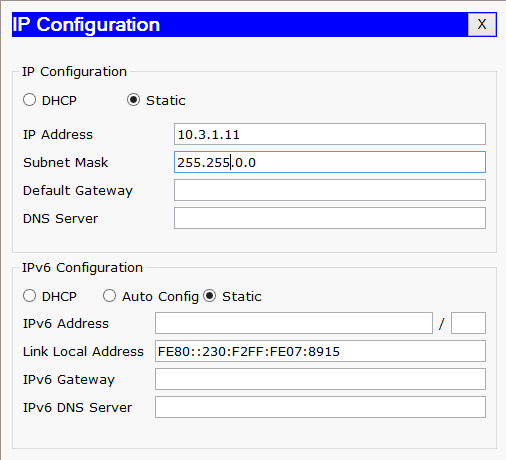 IP Configuration X
IP Configuration
DHCP Static
IP Address 10.3.1.11
Subnet Mask 255.255.0.0
Default Gateway
DNS Server
IPv6 Configuration
DHCP Auto Config Static
IPv6 Address /
Link Local Address FE80::230:F2FF:FE07:8915
IPv6 Gateway
IPv6 DNS Server